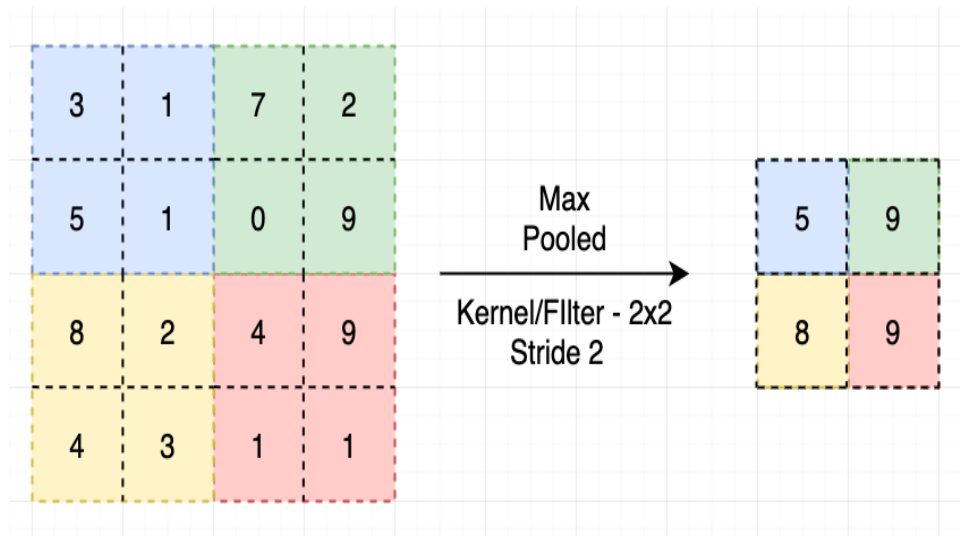 3 1 7 2
5 1 0 9
8 2 4 9
4 3 1 1
Max
Pooled
Kernel/FIlter - 2x2
Stride 2
5 9
8 9